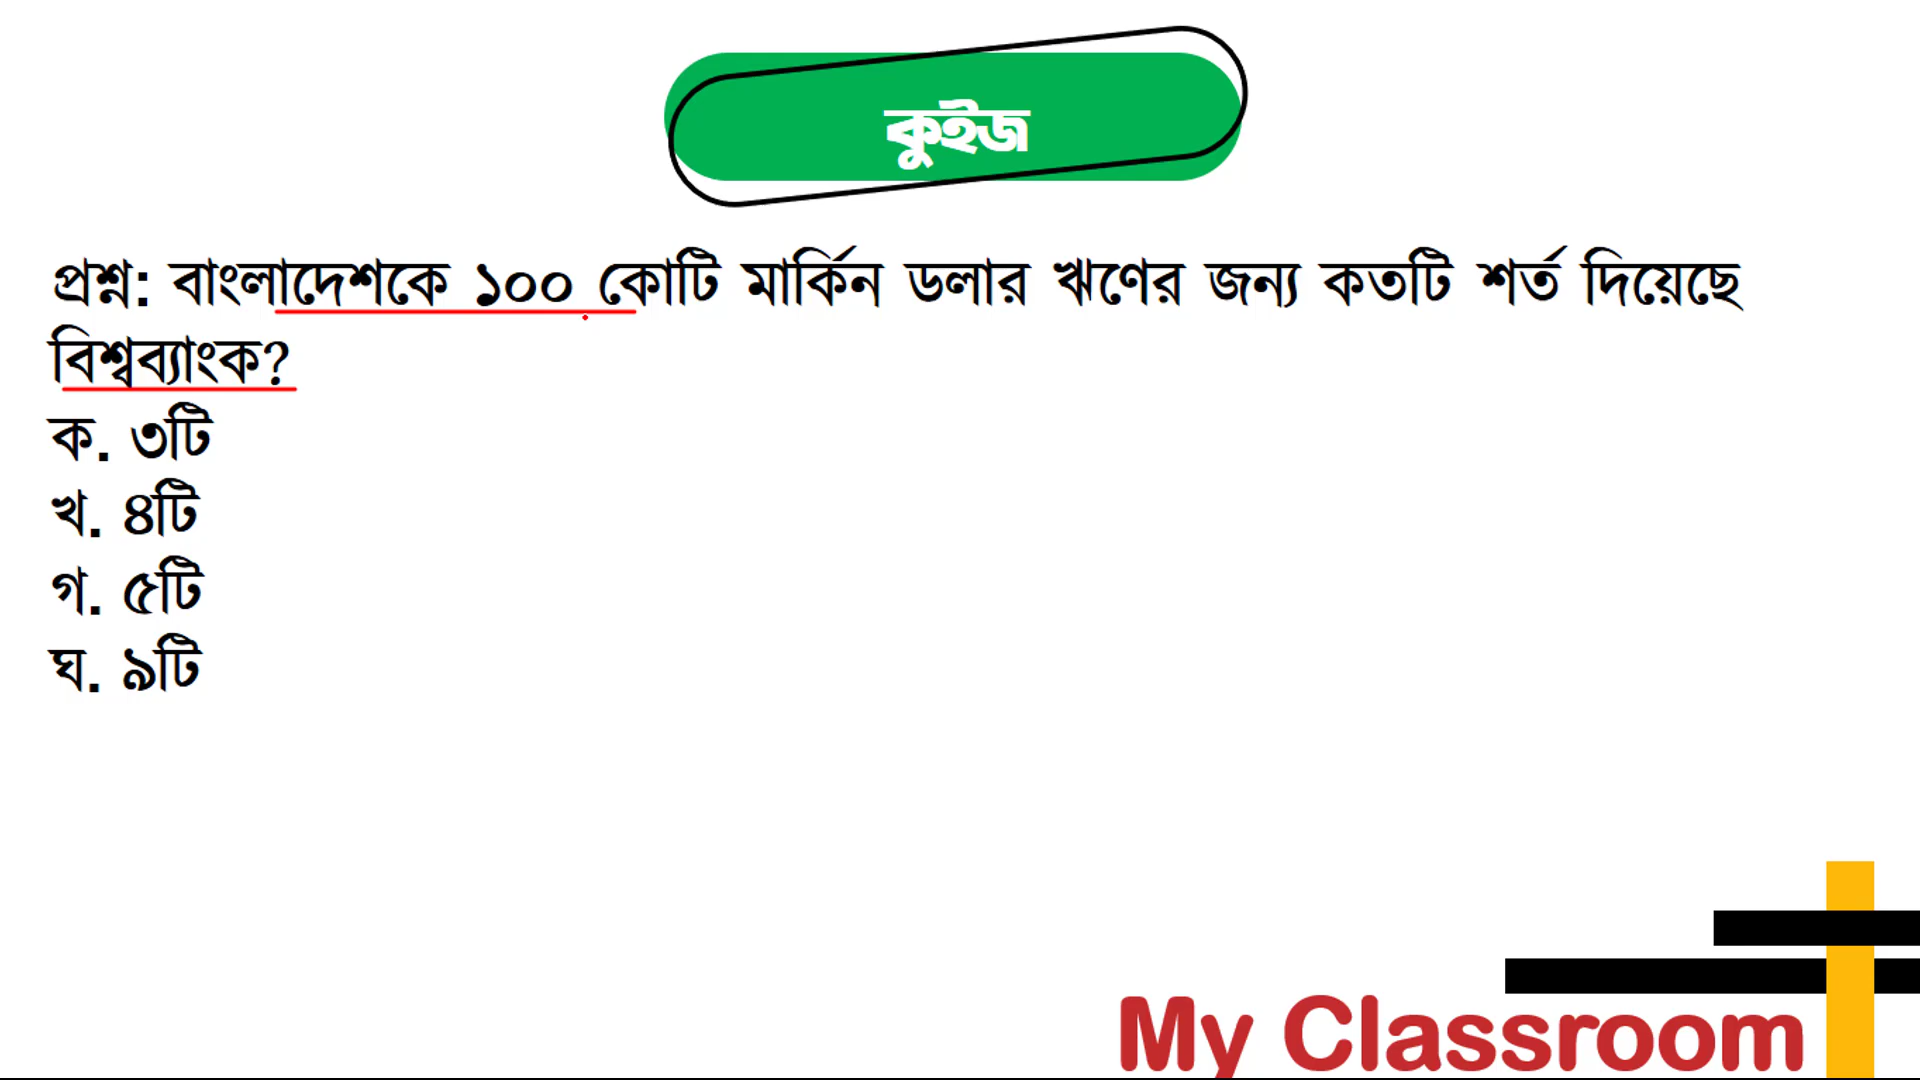 কুইজ
প্রশ্ন: বাংলাদেশকে ১০০ কোটি মার্কিন ডলার ঋণের জন্য কতটি শর্ত দিয়েছে
বিশ্বব্যাংক?
ক. ৩টি
খ. ৪টি
গ. ৫টি
ঘ. ৯টি
My Classroom